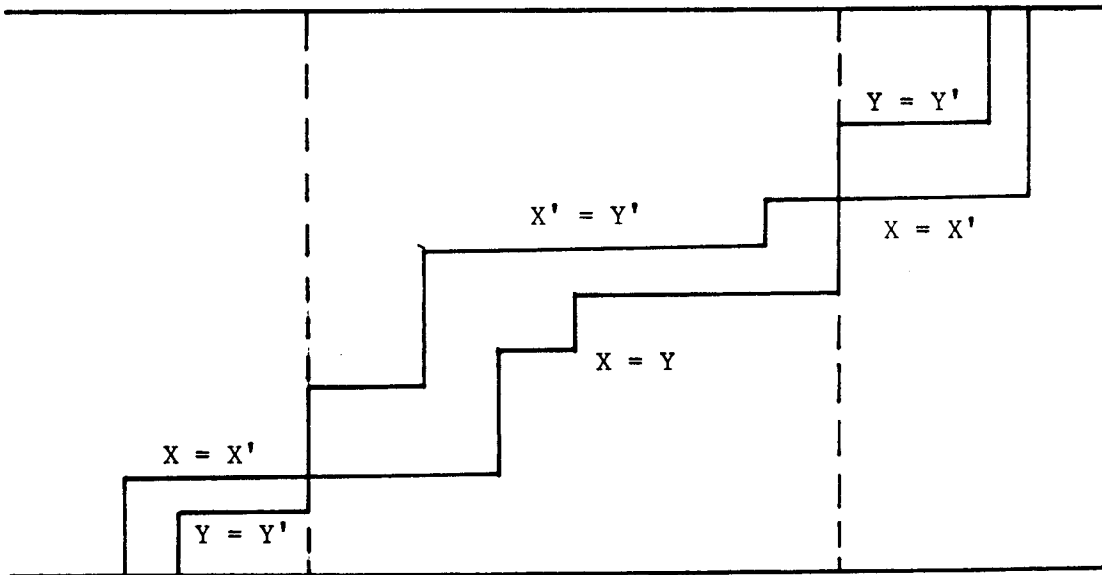 Y = Y'
X' = Y'
X = X'
X = Y
X = X'
Y = Y'